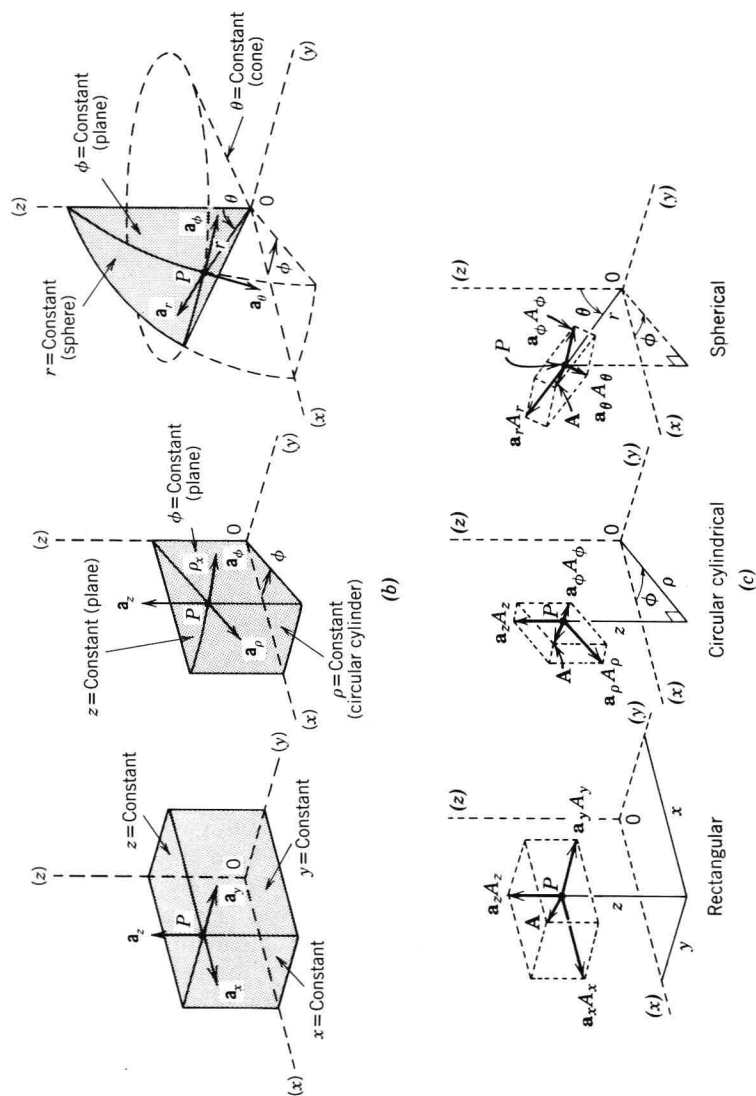 (z)
z = Constant
a_z
P
a_x
a_y
0
(x)
(y)
x = Constant
y = Constant
(z)
z = Constant (plane)
ϕ = Constant
(plane)
a_z
ρ_x
P
a_ρ
a_ϕ
0
ϕ
(x)
(y)
ρ = Constant
(circular cylinder)
(z)
r = Constant
(sphere)
ϕ = Constant
(plane)
θ = Constant
(cone)
a_r
P
a_ϕ
r
θ
0
a_θ
ϕ
(x)
(y)
(b)
(z)
a_zA_z
A
P
a_yA_y
a_xA_x
z
0
(x)
(y)
y
x
Rectangular
(z)
a_zA_z
P
A
a_ϕA_ϕ
a_ρA_ρ
z
0
ϕ
ρ
(x)
(y)
Circular cylindrical
(z)
P
a_rA_r
A
a_ϕA_ϕ
a_θA_θ
θ
r
0
ϕ
(x)
(y)
Spherical
(c)